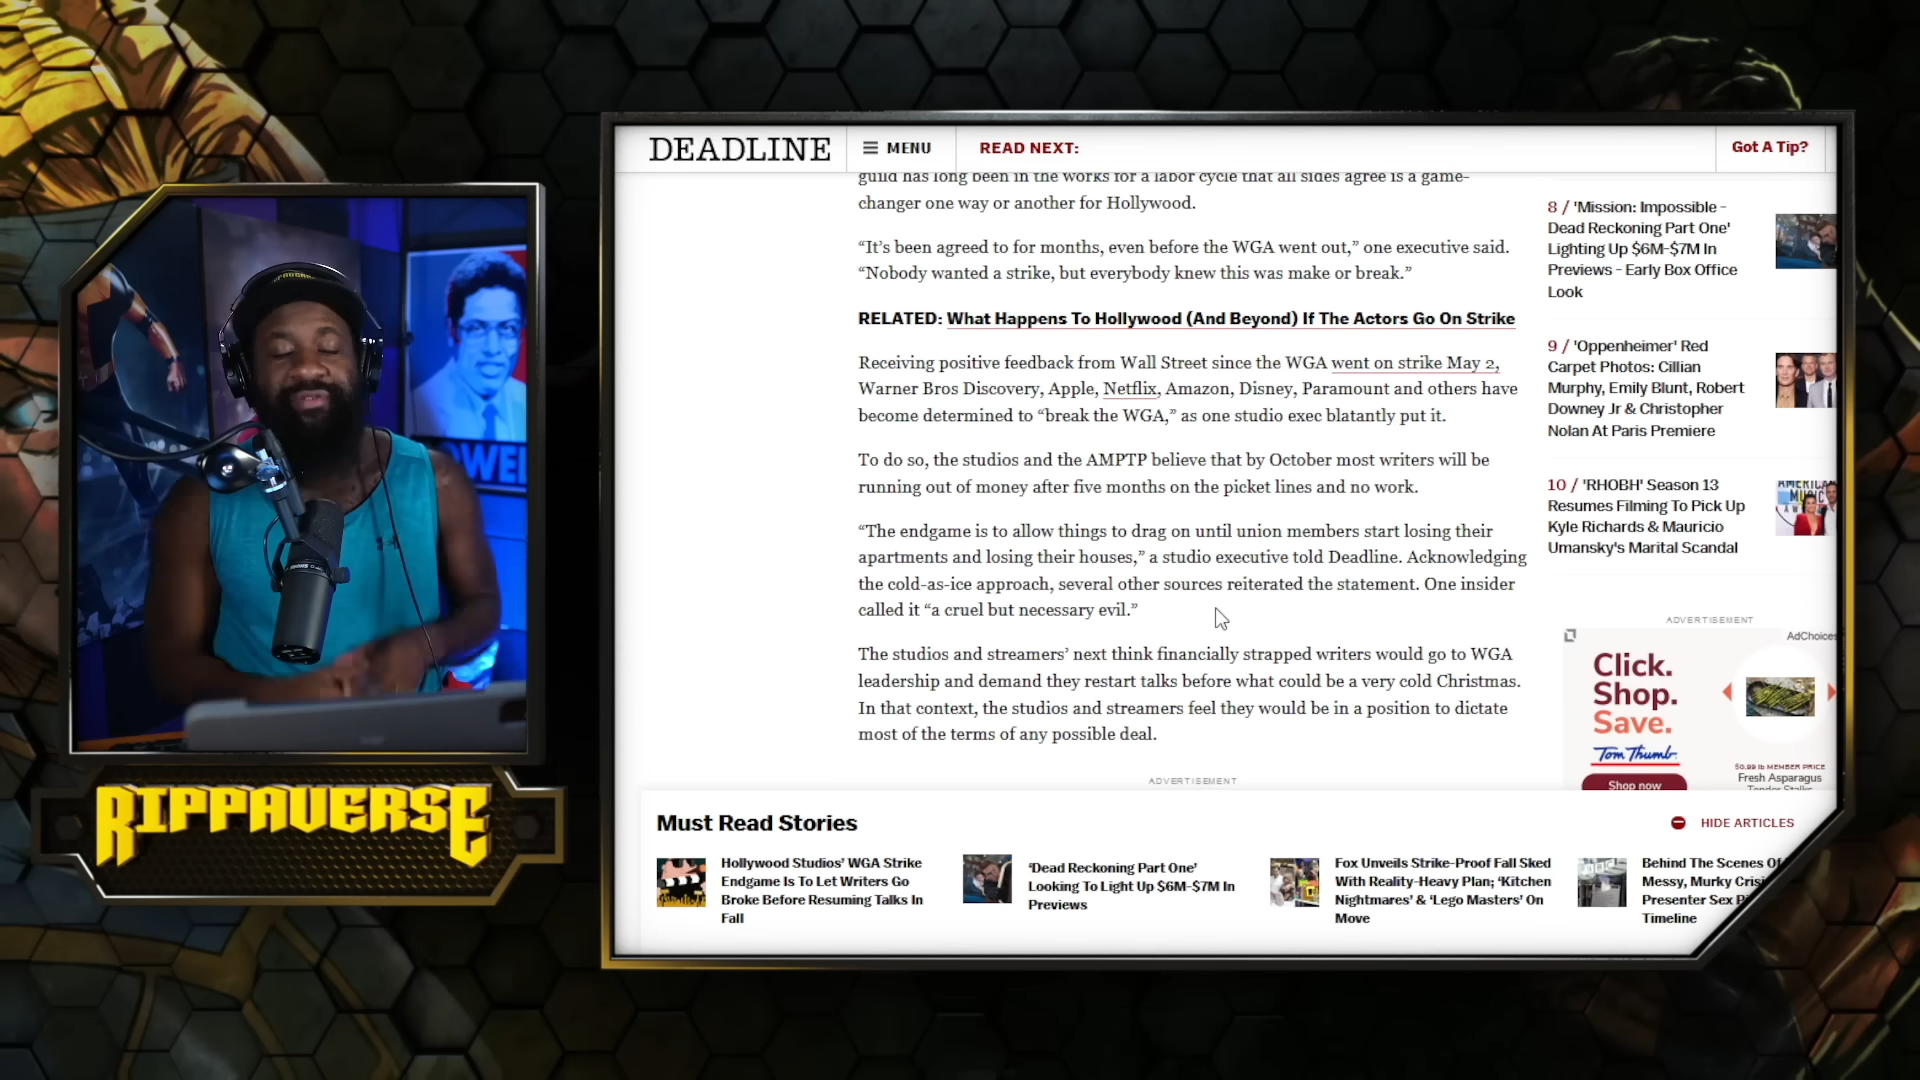 DEADLINE
MENU
READ NEXT:
Got A Tip?
guild has long been in the works for a labor cycle that all sides agree is a game-
changer one way or another for Hollywood.
“It’s been agreed to for months, even before the WGA went out,” one executive said.
“Nobody wanted a strike, but everybody knew this was make or break.”
RELATED: What Happens To Hollywood (And Beyond) If The Actors Go On Strike
Receiving positive feedback from Wall Street since the WGA went on strike May 2,
Warner Bros Discovery, Apple, Netflix, Amazon, Disney, Paramount and others have
become determined to “break the WGA,” as one studio exec blatantly put it.
To do so, the studios and the AMPTP believe that by October most writers will be
running out of money after five months on the picket lines and no work.
“The endgame is to allow things to drag on until union members start losing their
apartments and losing their houses,” a studio executive told Deadline. Acknowledging
the cold-as-ice approach, several other sources reiterated the statement. One insider
called it “a cruel but necessary evil.”
The studios and streamers’ next think financially strapped writers would go to WGA
leadership and demand they restart talks before what could be a very cold Christmas.
In that context, the studios and streamers feel they would be in a position to dictate
most of the terms of any possible deal.
ADVERTISEMENT
8 / 'Mission: Impossible -
Dead Reckoning Part One'
Lighting Up $6M-$7M In
Previews - Early Box Office
Look
9 / 'Oppenheimer' Red
Carpet Photos: Cillian
Murphy, Emily Blunt, Robert
Downey Jr & Christopher
Nolan At Paris Premiere
10 / 'RHOBH' Season 13
Resumes Filming To Pick Up
Kyle Richards & Mauricio
Umansky's Marital Scandal
AMERICA
MUSIC
ADVERTISEMENT
AdChoices
Click.
Shop.
Save.
Tom Thumb
Shop now
$0.99 lb MEMBER PRICE
Fresh Asparagus
Tender Stalks
Must Read Stories
HIDE ARTICLES
Hollywood Studios’ WGA Strike
Endgame Is To Let Writers Go
Broke Before Resuming Talks In
Fall
‘Dead Reckoning Part One’
Looking To Light Up $6M-$7M In
Previews
Fox Unveils Strike-Proof Fall Sked
With Reality-Heavy Plan; ‘Kitchen
Nightmares’ & ‘Lego Masters’ On
Move
Behind The Scenes Of
Messy, Murky
Presenter Sex
Timeline
RIPPAVERSE